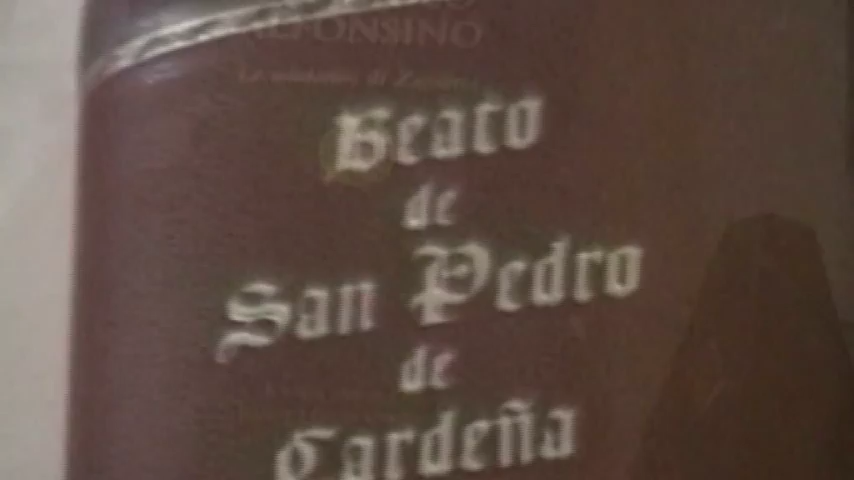 ALFONSINO
Beato
de
San Pedro
de
Cardeña